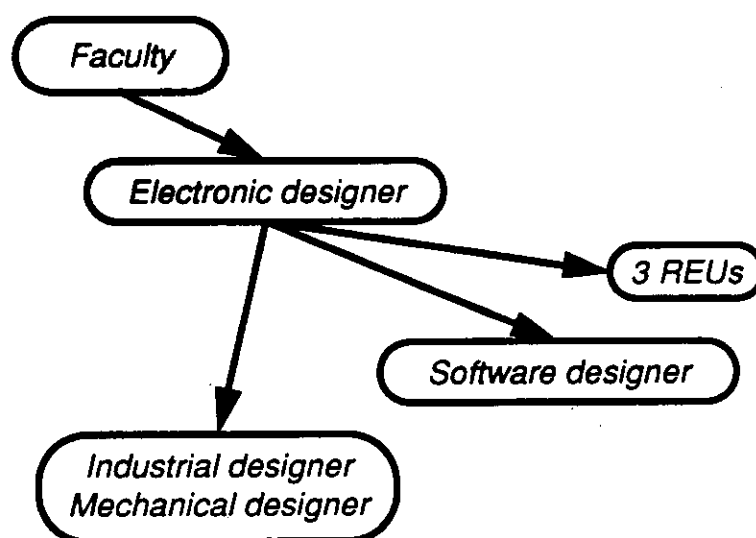 Faculty
Electronic designer
3 REUs
Software designer
Industrial designer
Mechanical designer